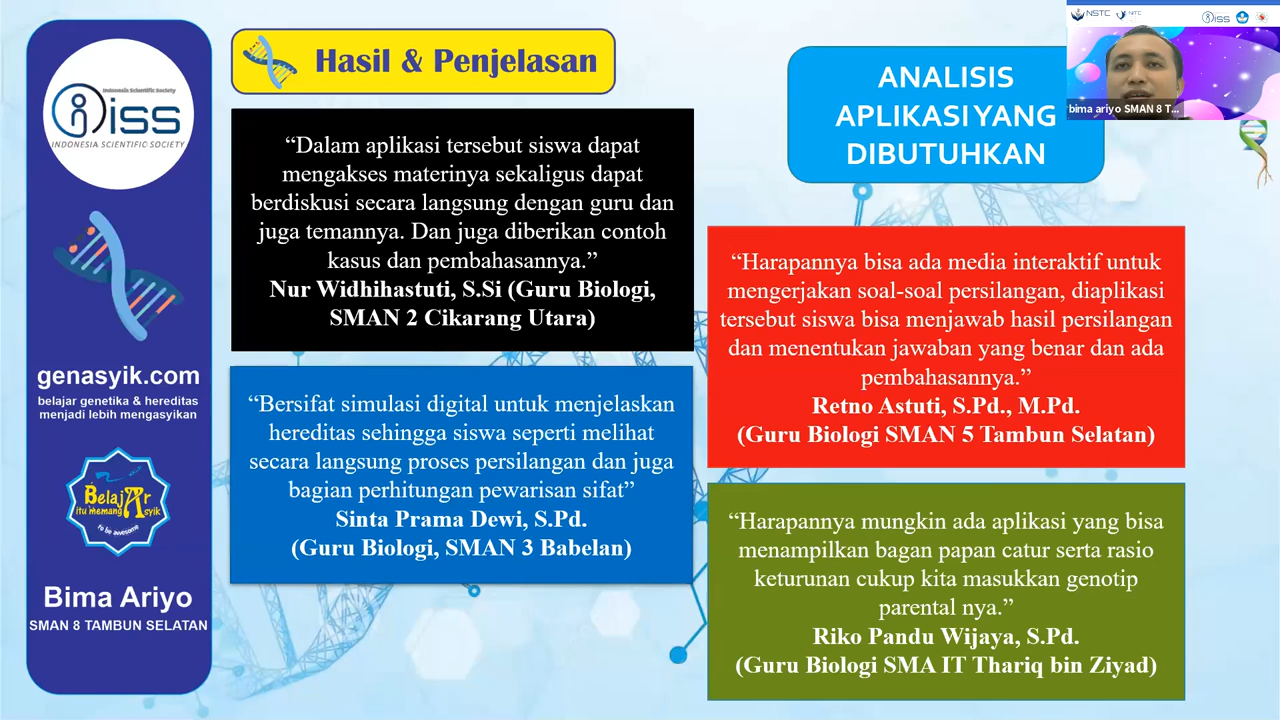 Indonesia Scientific Society
iss
INDONESIA SCIENTIFIC SOCIETY
genasyik.com
belajar genetika & hereditas
menjadi lebih mengasyikan
BelajAr
itu memang Asyik
to be awesome
Bima Ariyo
SMAN 8 TAMBUN SELATAN
Hasil & Penjelasan
“Dalam aplikasi tersebut siswa dapat
mengakses materinya sekaligus dapat
berdiskusi secara langsung dengan guru dan
juga temannya. Dan juga diberikan contoh
kasus dan pembahasannya.”
Nur Widhihastuti, S.Si (Guru Biologi,
SMAN 2 Cikarang Utara)
“Bersifat simulasi digital untuk menjelaskan
hereditas sehingga siswa seperti melihat
secara langsung proses persilangan dan juga
bagian perhitungan pewarisan sifat”
Sinta Prama Dewi, S.Pd.
(Guru Biologi, SMAN 3 Babelan)
ANALISIS
APLIKASI YANG
DIBUTUHKAN
NSTC
NITC
iss
bima ariyo SMAN 8 T...
“Harapannya bisa ada media interaktif untuk
mengerjakan soal-soal persilangan, diaplikasi
tersebut siswa bisa menjawab hasil persilangan
dan menentukan jawaban yang benar dan ada
pembahasannya.”
Retno Astuti, S.Pd., M.Pd.
(Guru Biologi SMAN 5 Tambun Selatan)
“Harapannya mungkin ada aplikasi yang bisa
menampilkan bagan papan catur serta rasio
keturunan cukup kita masukkan genotip
parental nya.”
Riko Pandu Wijaya, S.Pd.
(Guru Biologi SMA IT Thariq bin Ziyad)